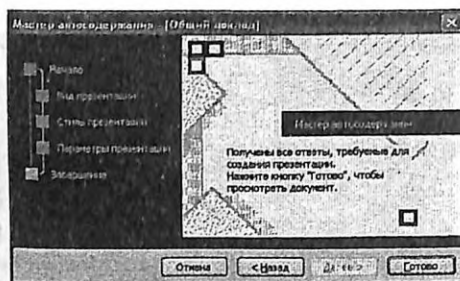 Мастер автосодержания - [Общий доклад]
Начало
Вид презентации
Стиль презентации
Параметры презентации
Завершение
Мастер автосодержания
Получены все ответы, требуемые для
создания презентации.
Нажмите кнопку "Готово", чтобы
просмотреть документ.
Отмена
< Назад
Далее >
Готово